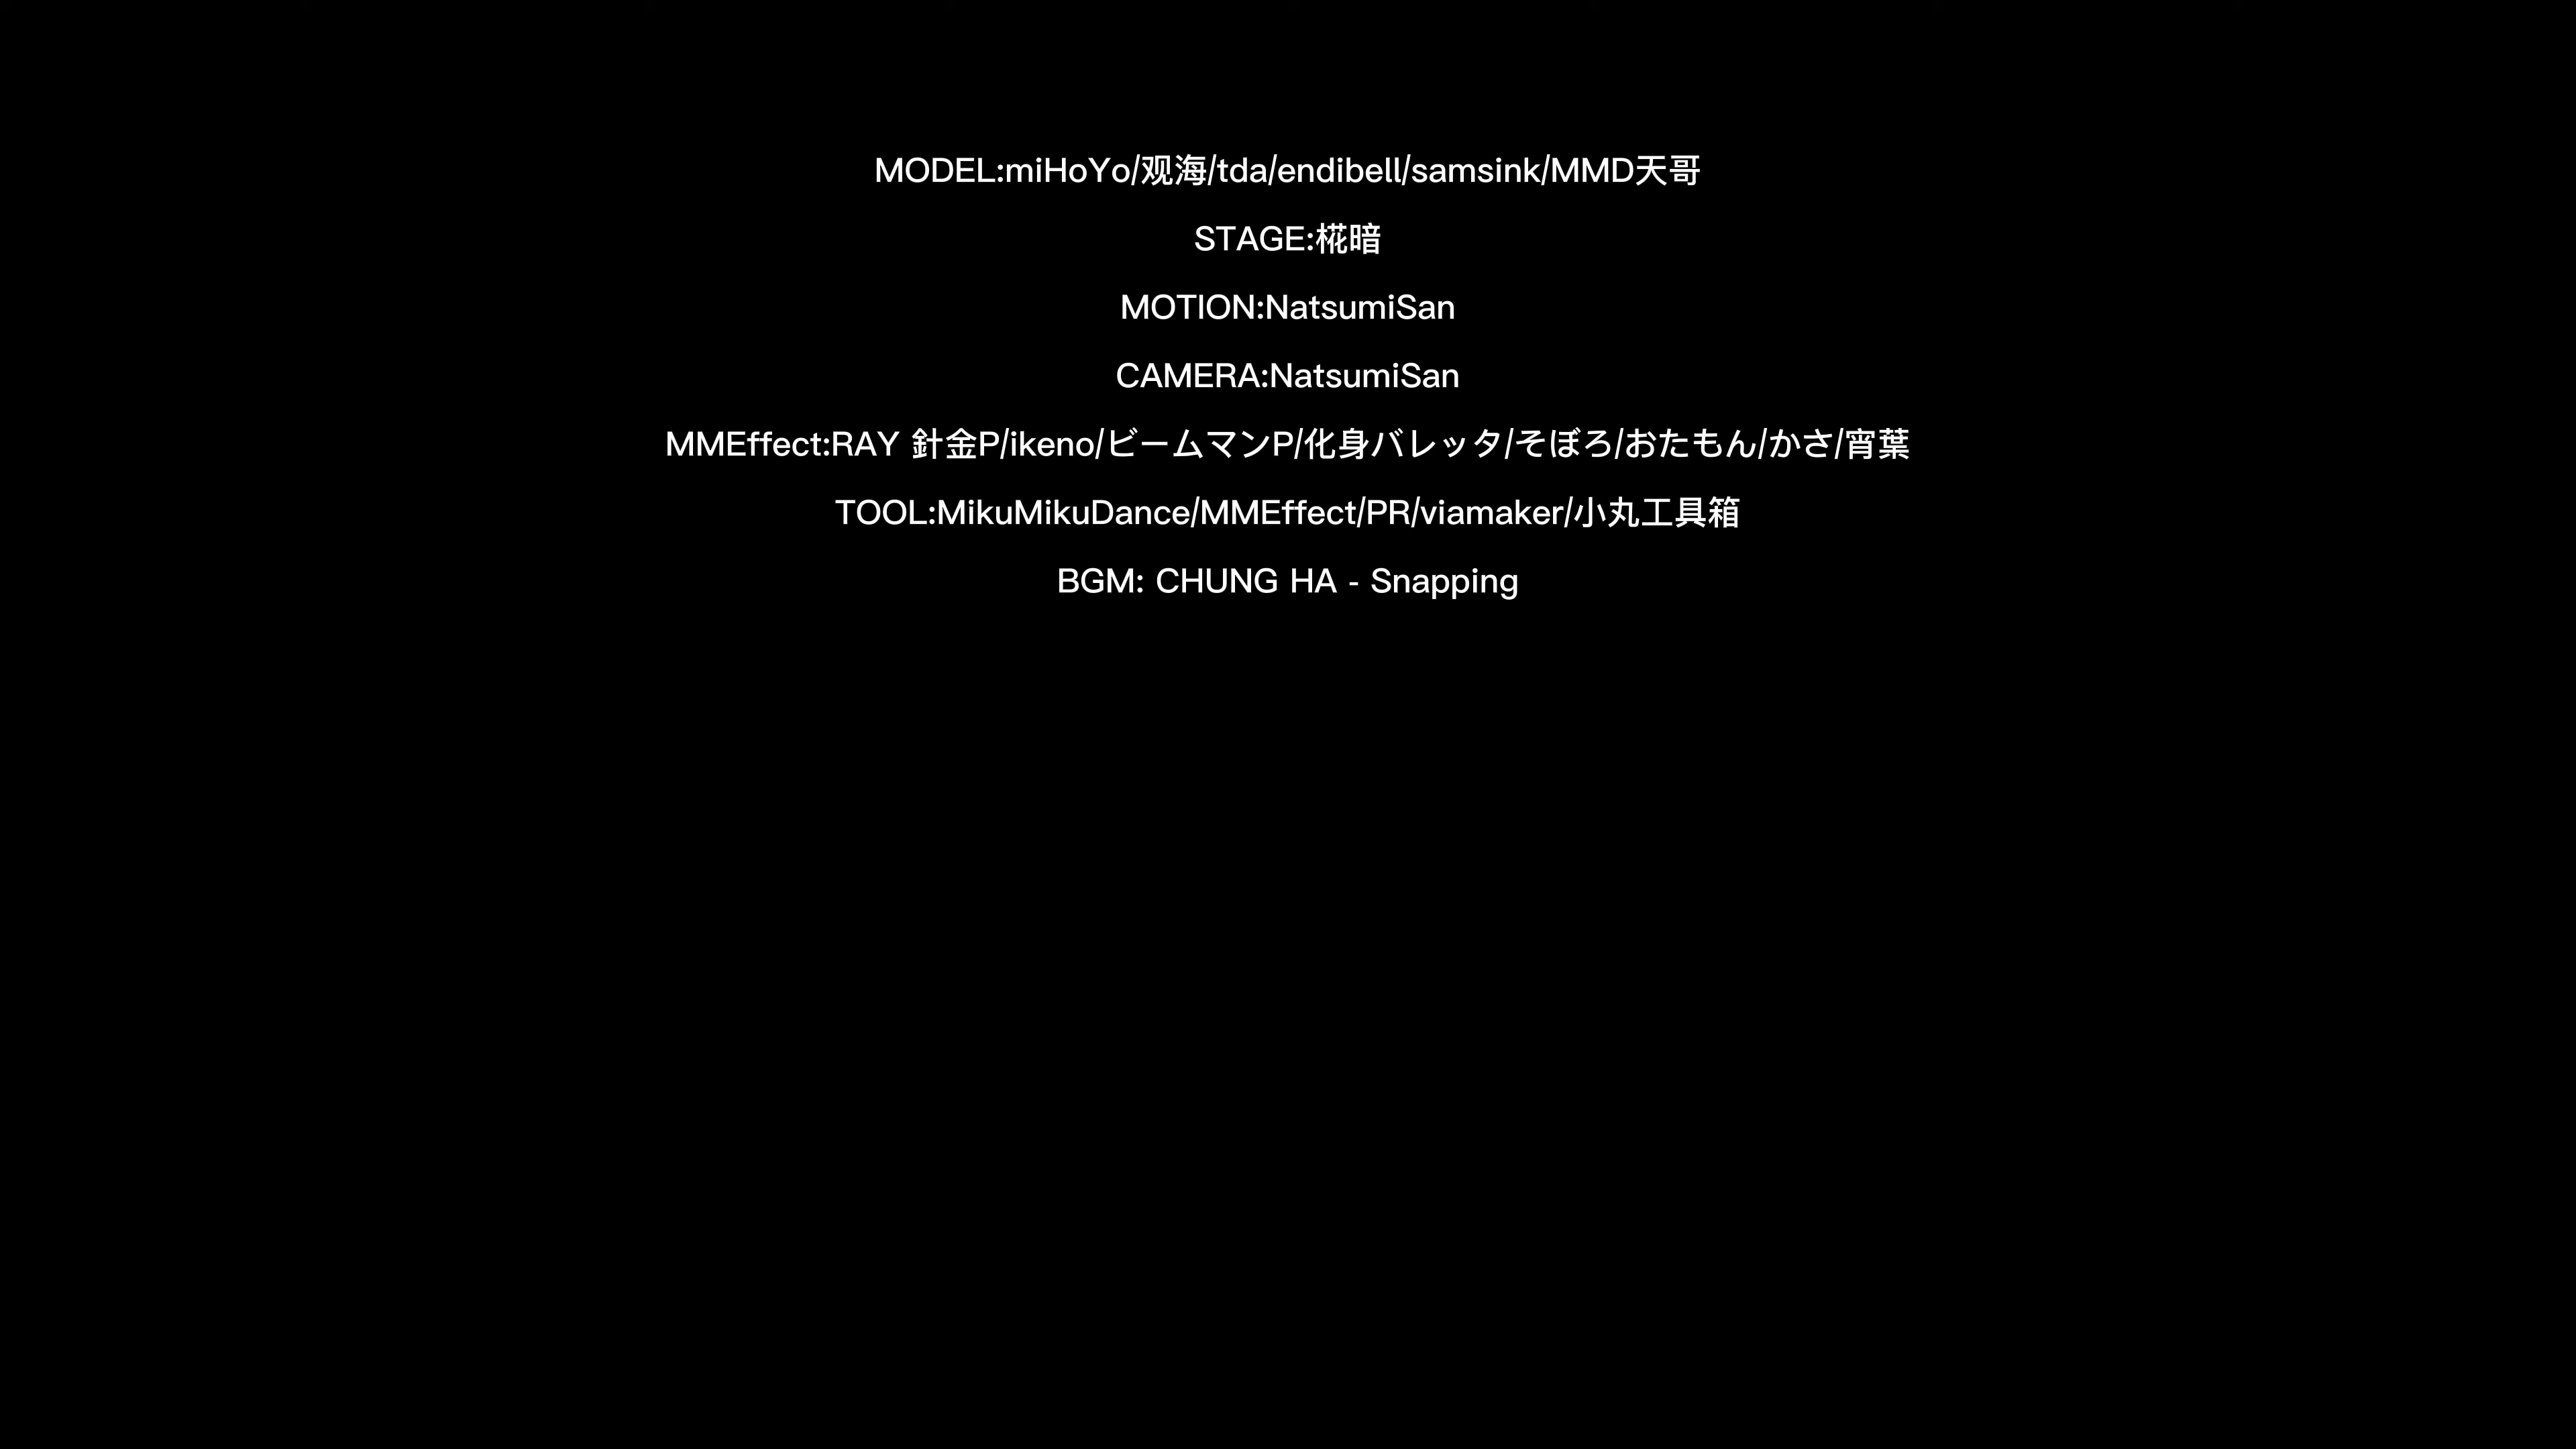 MODEL:miHoYo/观海/tda/endibell/samsink/MMD天哥
STAGE:椛暗
MOTION:NatsumiSan
CAMERA:NatsumiSan
MMEffect:RAY 針金P/ikeno/ビームマンP/化身バレッタ/そぼろ/おたもん/かさ/宵葉
TOOL:MikuMikuDance/MMEffect/PR/viamaker/小丸工具箱
BGM: CHUNG HA - Snapping